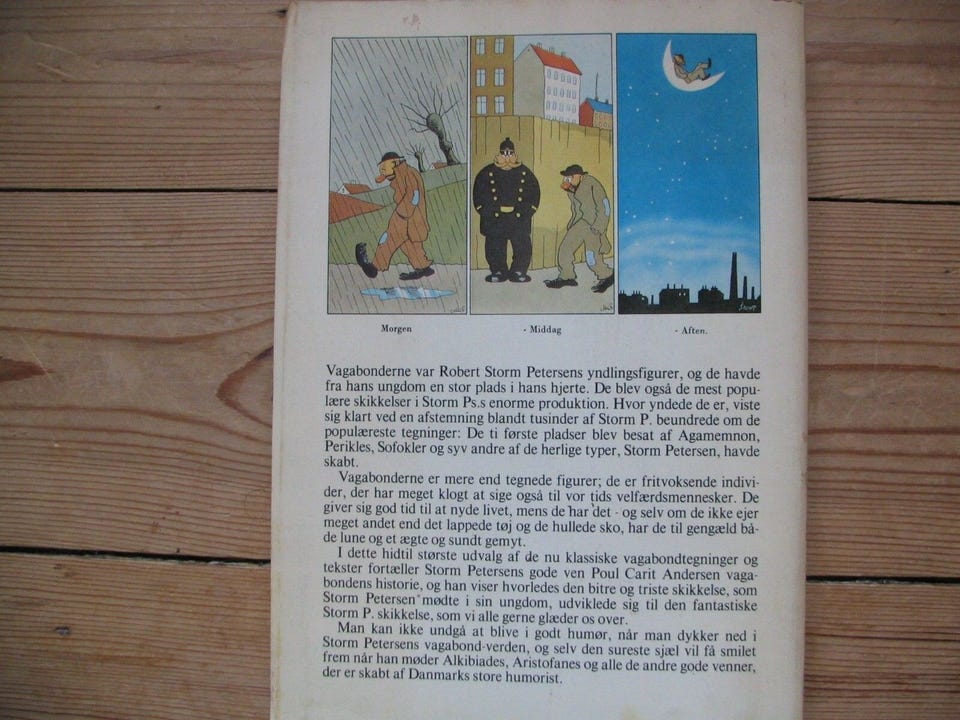 Morgen
- Middag
- Aften.
Vagabonderne var Robert Storm Petersens yndlingsfigurer, og de havde
fra hans ungdom en stor plads i hans hjerte. De blev også de mest popu-
lære skikkelser i Storm Ps.s enorme produktion. Hvor yndede de er, viste
sig klart ved en afstemning blandt tusinder af Storm P. beundrede om de
populæreste tegninger: De ti første pladser blev besat af Agamemnon,
Perikles, Sofokler og syv andre af de herlige typer, Storm Petersen, havde
skabt.
Vagabonderne er mere end tegnede figurer; de er fritvoksende indivi-
der, der har meget klogt at sige også til vor tids velfærdsmennesker. De
giver sig god tid til at nyde livet, mens de har det - og selv om de ikke ejer
meget andet end det lappede tøj og de hullede sko, har de til gengæld bå-
de lune og et ægte og sundt gemyt.
I dette hidtil største udvalg af de nu klassiske vagabondtegninger og
tekster fortæller Storm Petersens gode ven Poul Carit Andersen vaga-
bondens historie, og han viser hvorledes den bitre og triste skikkelse, som
Storm Petersen mødte i sin ungdom, udviklede sig til den fantastiske
Storm P. skikkelse, som vi alle gerne glæder os over.
Man kan ikke undgå at blive i godt humør, når man dykker ned i
Storm Petersens vagabond-verden, og selv den sureste sjæl vil få smilet
frem når han møder Alkibiades, Aristofanes og alle de andre gode venner,
der er skabt af Danmarks store humorist.